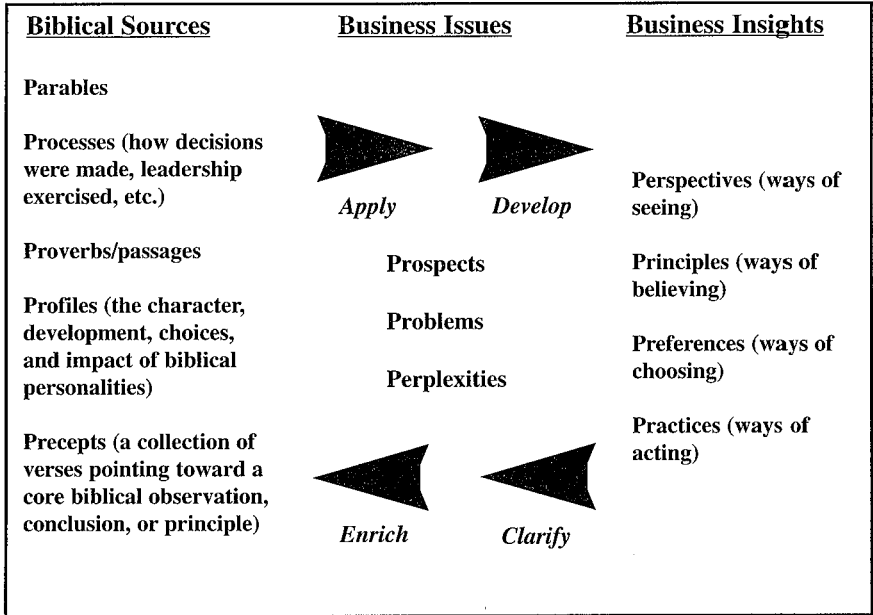 Biblical Sources
Parables
Processes (how decisions
were made, leadership
exercised, etc.)
Proverbs/passages
Profiles (the character,
development, choices,
and impact of biblical
personalities)
Precepts (a collection of
verses pointing toward a
core biblical observation,
conclusion, or principle)
Business Issues
Apply
Develop
Prospects
Problems
Perplexities
Enrich
Clarify
Business Insights
Perspectives (ways of
seeing)
Principles (ways of
believing)
Preferences (ways of
choosing)
Practices (ways of
acting)